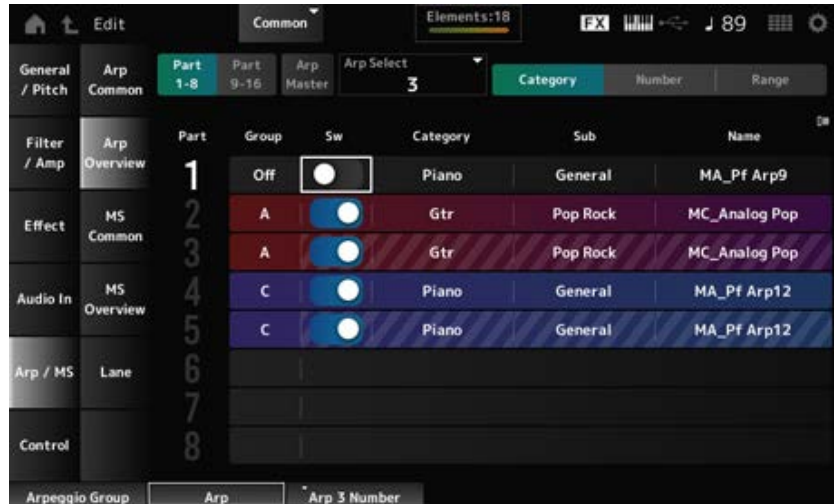 Edit
Common
Elements:18
FX
89
General / Pitch
Arp Common
Part 1-8
Part 9-16
Arp Master
Arp Select
3
Category
Number
Range
Filter / Amp
Arp Overview
Part Group Sw Category Sub Name
1 Off Piano General MA_Pf Arp9
Effect
MS Common
2 A Gtr Pop Rock MC_Analog Pop
3 A Gtr Pop Rock MC_Analog Pop
Audio In
MS Overview
4 C Piano General MA_Pf Arp12
5 C Piano General MA_Pf Arp12
Arp / MS
Lane
6
7
Control
8
Arpeggio Group
Arp
Arp 3 Number